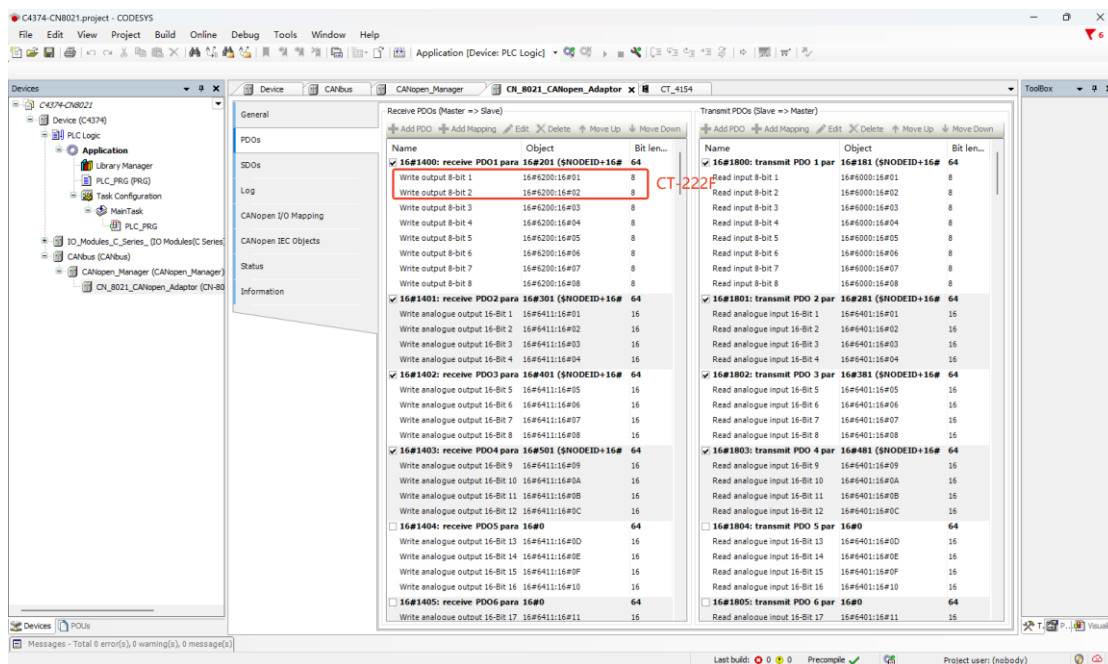 C4374-CN8021.project - CODESYS
File Edit View Project Build Online Debug Tools Window Help
6
Application [Device: PLC Logic]
Devices
Device
CANbus
CANopen_Manager
CN_8021_CANopen_Adaptor
CT_4154
ToolBox
C4374-CN8021
Device (C4374)
PLC Logic
Application
Library Manager
PLC_PRG (PRG)
Task Configuration
MainTask
PLC_PRG
IO_Modules_C_Series_ (IO Modules(C Series)
CANbus (CANbus)
CANopen_Manager (CANopen_Manager)
CN_8021_CANopen_Adaptor (CN-80
General
PDOs
SDOs
Log
CANopen I/O Mapping
CANopen IEC Objects
Status
Information
Receive PDOs (Master => Slave)
Add PDO Add Mapping Edit Delete Move Up Move Down
Name Object Bit len...
16#1400: receive PDO1 para 16#201 ($NODEID+16# 64
Write output 8-bit 1 16#6200:16#01 8
Write output 8-bit 2 16#6200:16#02 8
CT-222F
Write output 8-bit 3 16#6200:16#03 8
Write output 8-bit 4 16#6200:16#04 8
Write output 8-bit 5 16#6200:16#05 8
Write output 8-bit 6 16#6200:16#06 8
Write output 8-bit 7 16#6200:16#07 8
Write output 8-bit 8 16#6200:16#08 8
16#1401: receive PDO2 para 16#301 ($NODEID+16# 64
Write analogue output 16-Bit 1 16#6411:16#01 16
Write analogue output 16-Bit 2 16#6411:16#02 16
Write analogue output 16-Bit 3 16#6411:16#03 16
Write analogue output 16-Bit 4 16#6411:16#04 16
16#1402: receive PDO3 para 16#401 ($NODEID+16# 64
Write analogue output 16-Bit 5 16#6411:16#05 16
Write analogue output 16-Bit 6 16#6411:16#06 16
Write analogue output 16-Bit 7 16#6411:16#07 16
Write analogue output 16-Bit 8 16#6411:16#08 16
16#1403: receive PDO4 para 16#501 ($NODEID+16# 64
Write analogue output 16-Bit 9 16#6411:16#09 16
Write analogue output 16-Bit 10 16#6411:16#0A 16
Write analogue output 16-Bit 11 16#6411:16#0B 16
Write analogue output 16-Bit 12 16#6411:16#0C 16
16#1404: receive PDO5 para 16#0 64
Write analogue output 16-Bit 13 16#6411:16#0D 16
Write analogue output 16-Bit 14 16#6411:16#0E 16
Write analogue output 16-Bit 15 16#6411:16#0F 16
Write analogue output 16-Bit 16 16#6411:16#10 16
16#1405: receive PDO6 para 16#0 64
Write analogue output 16-Bit 17 16#6411:16#11 16
Transmit PDOs (Slave => Master)
Add PDO Add Mapping Edit Delete Move Up Move Down
Name Object Bit len...
16#1800: transmit PDO 1 par 16#181 ($NODEID+16# 64
Read input 8-bit 1 16#6000:16#01 8
Read input 8-bit 2 16#6000:16#02 8
Read input 8-bit 3 16#6000:16#03 8
Read input 8-bit 4 16#6000:16#04 8
Read input 8-bit 5 16#6000:16#05 8
Read input 8-bit 6 16#6000:16#06 8
Read input 8-bit 7 16#6000:16#07 8
Read input 8-bit 8 16#6000:16#08 8
16#1801: transmit PDO 2 par 16#281 ($NODEID+16# 64
Read analogue input 16-Bit 1 16#6401:16#01 16
Read analogue input 16-Bit 2 16#6401:16#02 16
Read analogue input 16-Bit 3 16#6401:16#03 16
Read analogue input 16-Bit 4 16#6401:16#04 16
16#1802: transmit PDO 3 par 16#381 ($NODEID+16# 64
Read analogue input 16-Bit 5 16#6401:16#05 16
Read analogue input 16-Bit 6 16#6401:16#06 16
Read analogue input 16-Bit 7 16#6401:16#07 16
Read analogue input 16-Bit 8 16#6401:16#08 16
16#1803: transmit PDO 4 par 16#481 ($NODEID+16# 64
Read analogue input 16-Bit 9 16#6401:16#09 16
Read analogue input 16-Bit 10 16#6401:16#0A 16
Read analogue input 16-Bit 11 16#6401:16#0B 16
Read analogue input 16-Bit 12 16#6401:16#0C 16
16#1804: transmit PDO 5 par 16#0 64
Read analogue input 16-Bit 13 16#6401:16#0D 16
Read analogue input 16-Bit 14 16#6401:16#0E 16
Read analogue input 16-Bit 15 16#6401:16#0F 16
Read analogue input 16-Bit 16 16#6401:16#10 16
16#1805: transmit PDO 6 par 16#0 64
Read analogue input 16-Bit 17 16#6401:16#11 16
Devices POUs
T... P... Visual
Messages - Total 0 error(s), 0 warning(s), 0 message(s)
Last build: 0 0 Precompile Project user: (nobody)